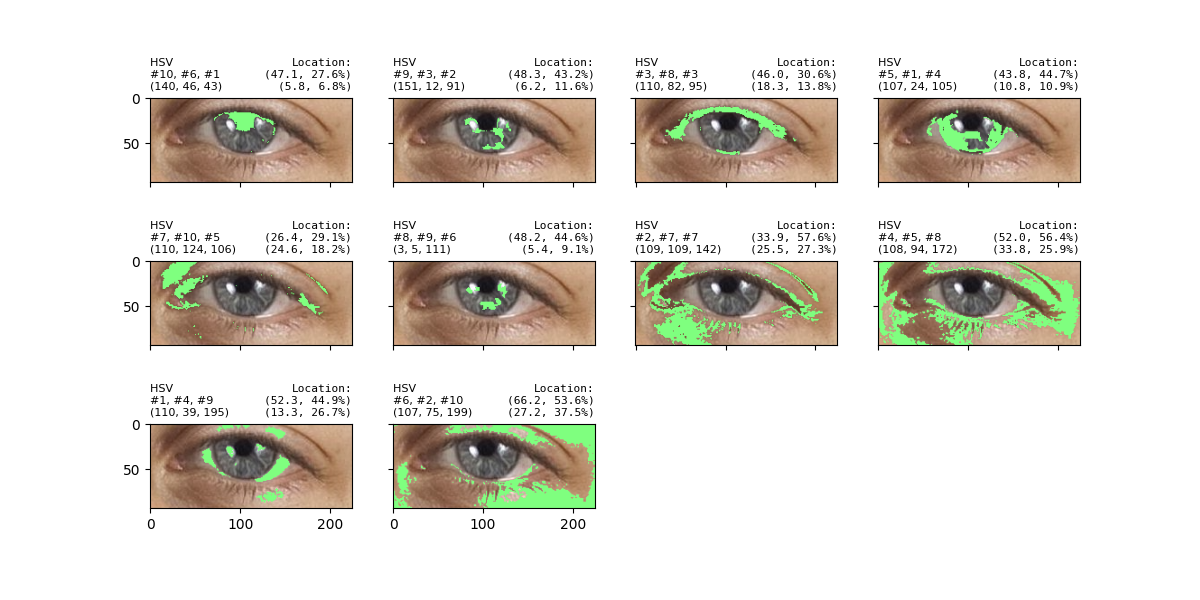 HSV Location:
#10, #6, #1 (47.1, 27.6%)
(140, 46, 43) (5.8, 6.8%)
HSV Location:
#9, #3, #2 (48.3, 43.2%)
(151, 12, 91) (6.2, 11.6%)
HSV Location:
#3, #8, #3 (46.0, 30.6%)
(110, 82, 95) (18.3, 13.8%)
HSV Location:
#5, #1, #4 (43.8, 44.7%)
(107, 24, 105) (10.8, 10.9%)
0
50
HSV Location:
#7, #10, #5 (26.4, 29.1%)
(110, 124, 106) (24.6, 18.2%)
HSV Location:
#8, #9, #6 (48.2, 44.6%)
(3, 5, 111) (5.4, 9.1%)
HSV Location:
#2, #7, #7 (33.9, 57.6%)
(109, 109, 142) (25.5, 27.3%)
HSV Location:
#4, #5, #8 (52.0, 56.4%)
(108, 94, 172) (33.8, 25.9%)
0
50
HSV Location:
#1, #4, #9 (52.3, 44.9%)
(110, 39, 195) (13.3, 26.7%)
HSV Location:
#6, #2, #10 (66.2, 53.6%)
(107, 75, 199) (27.2, 37.5%)
0
50
0 100 200
0 100 200